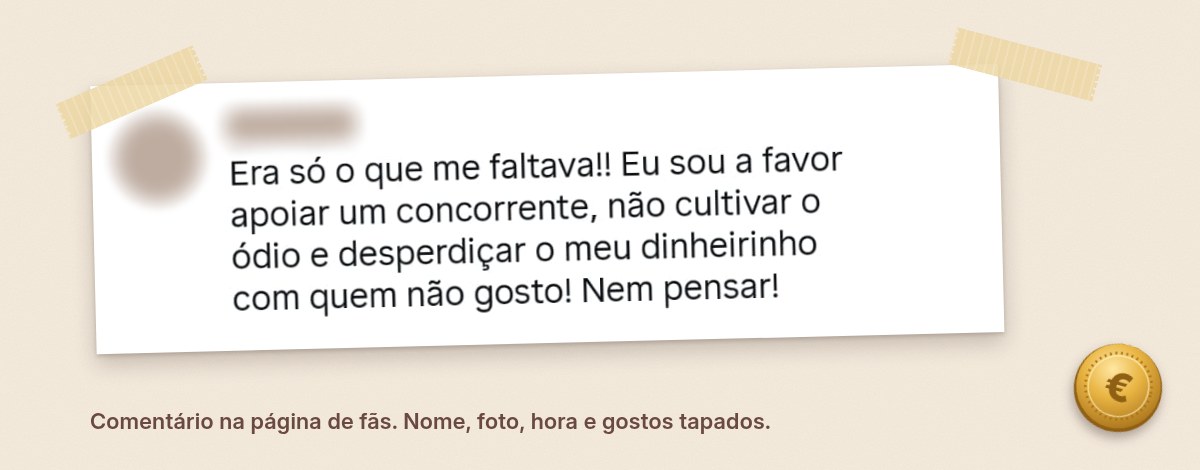 Era só o que me faltava!! Eu sou a favor
apoiar um concorrente, não cultivar o
ódio e desperdiçar o meu dinheirinho
com quem não gosto! Nem pensar!
€
Comentário na página de fãs. Nome, foto, hora e gostos tapados.